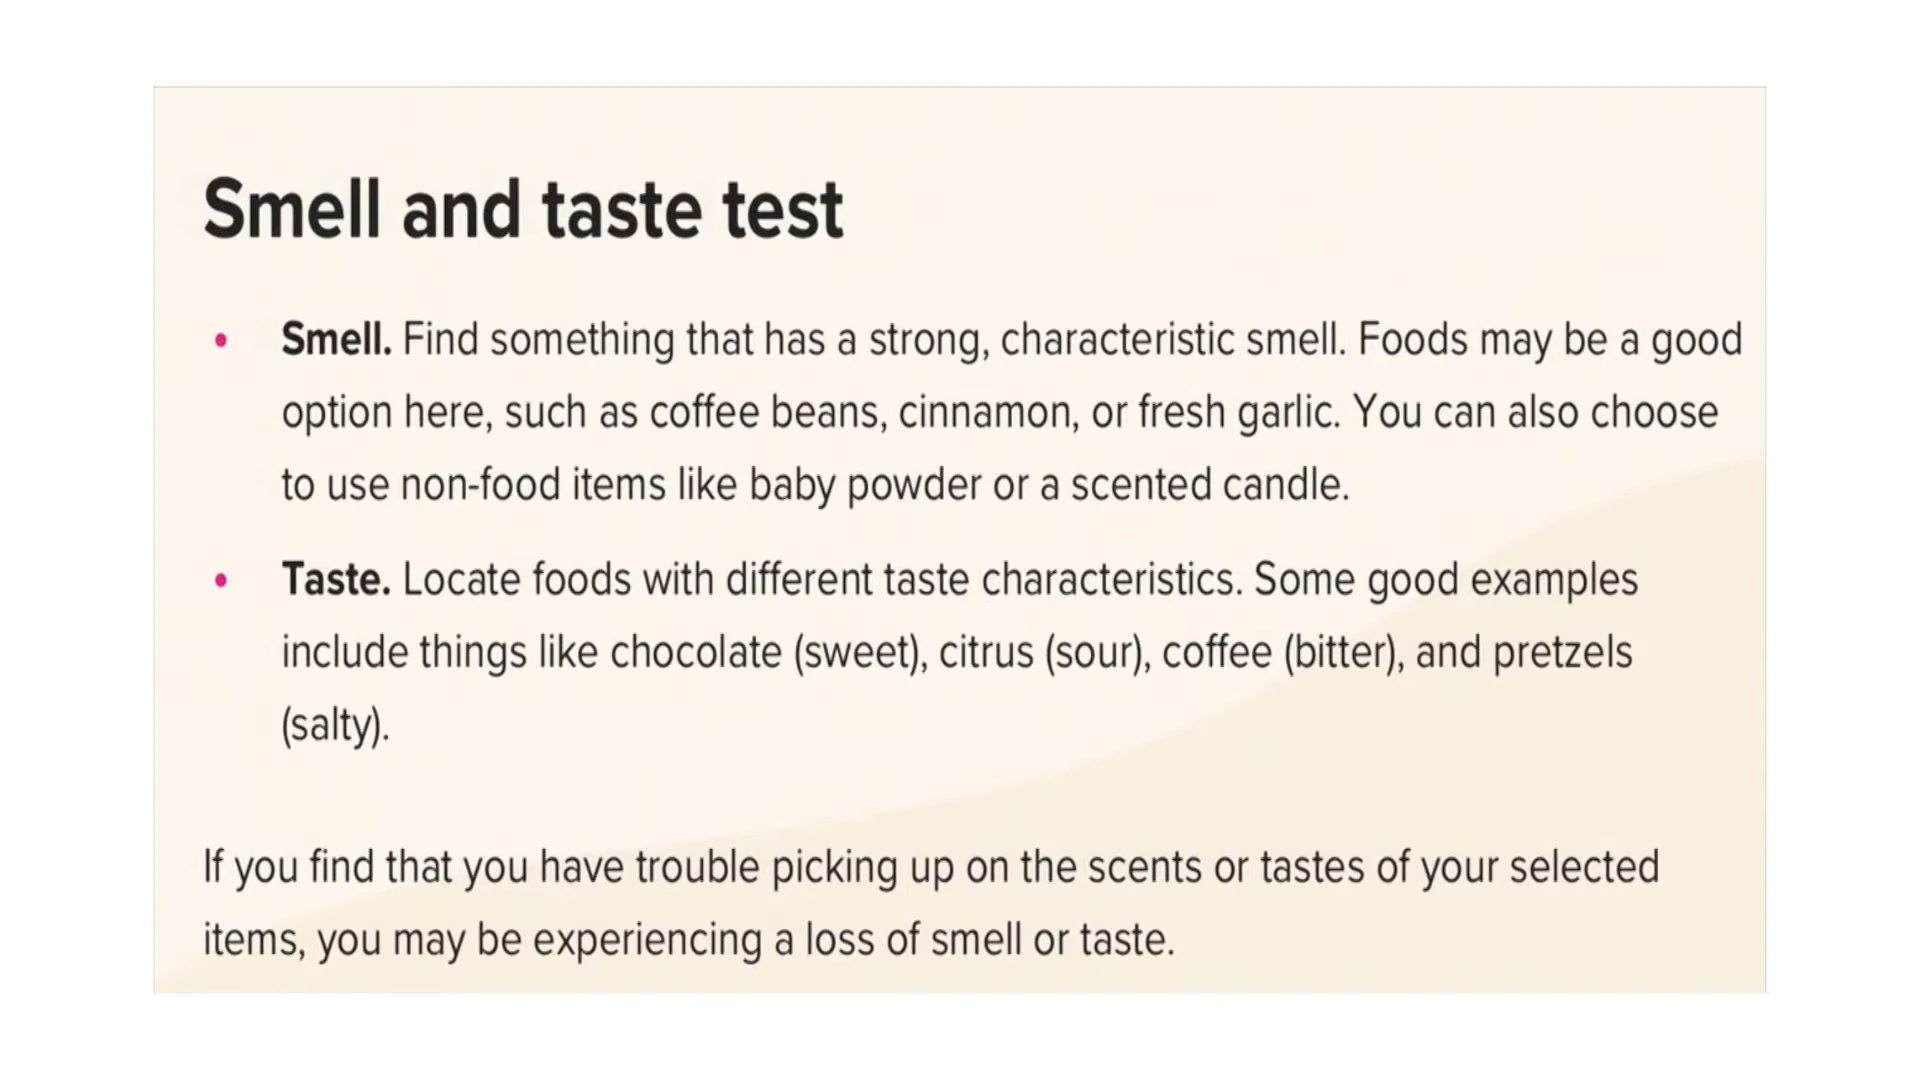 Smell and taste test
• Smell. Find something that has a strong, characteristic smell. Foods may be a good
option here, such as coffee beans, cinnamon, or fresh garlic. You can also choose
to use non-food items like baby powder or a scented candle.
• Taste. Locate foods with different taste characteristics. Some good examples
include things like chocolate (sweet), citrus (sour), coffee (bitter), and pretzels
(salty).
If you find that you have trouble picking up on the scents or tastes of your selected
items, you may be experiencing a loss of smell or taste.